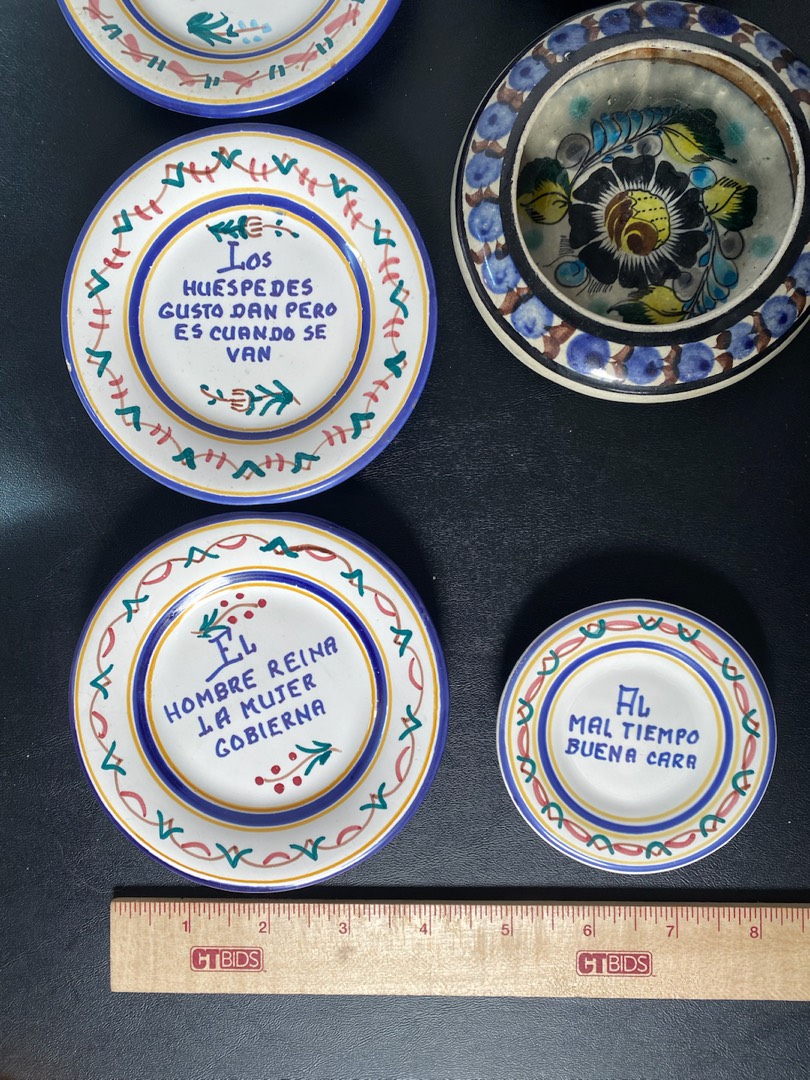 Los
HUESPEDES
GUSTO DAN PERO
ES CUANDO SE
VAN
EL
HOMBRE REINA
LA MUJER
GOBIERNA
AL
MAL TIEMPO
BUENA CARA
1 2 3 4 5 6 7 8
CTBIDS CTBIDS